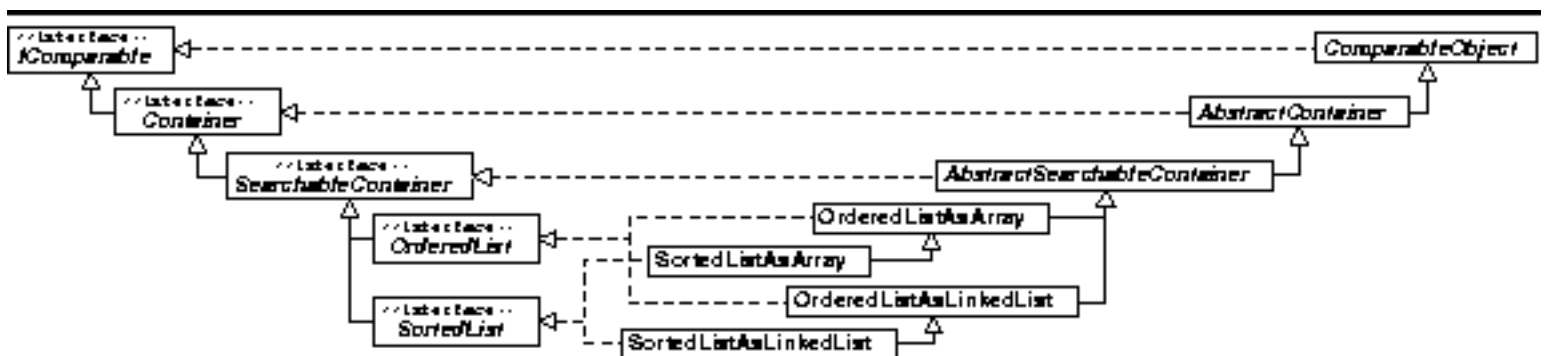 ‹‹interface››
IComparable
ComparableObject
‹‹interface››
Container
AbstractContainer
‹‹interface››
SearchableContainer
AbstractSearchableContainer
‹‹interface››
OrderedList
OrderedListAsArray
SortedListAsArray
‹‹interface››
SortedList
OrderedListAsLinkedList
SortedListAsLinkedList